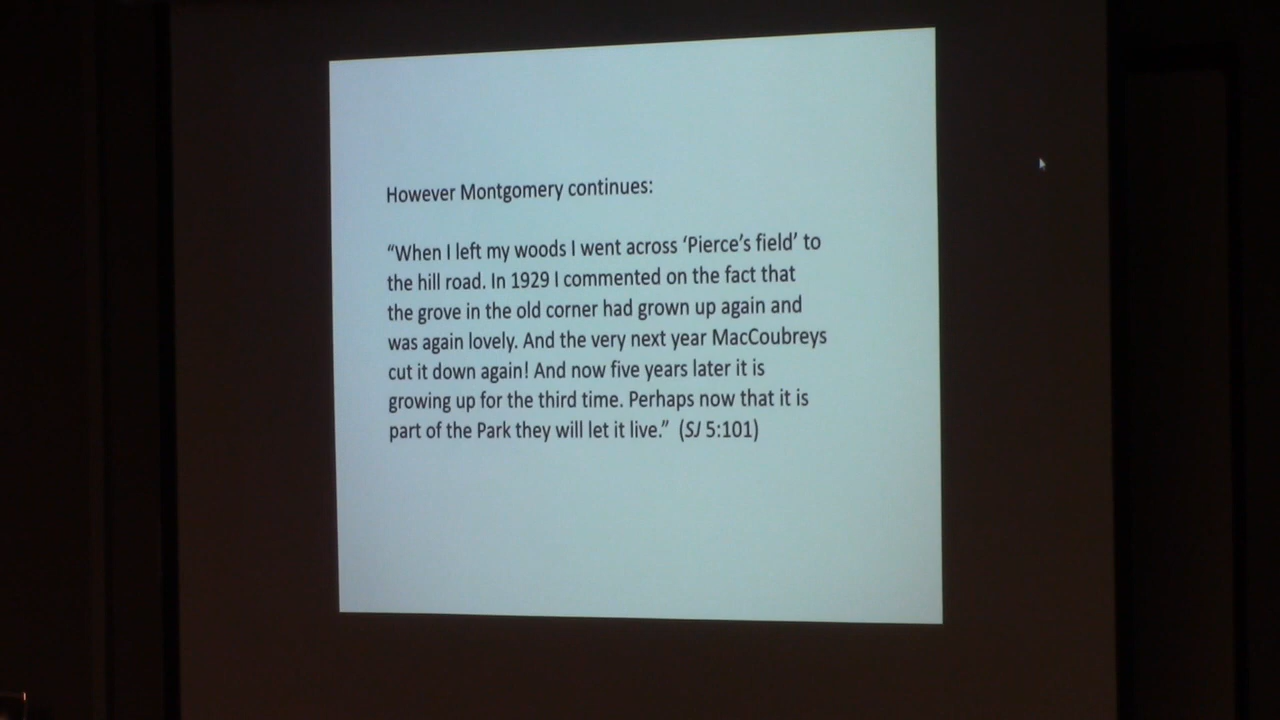 However Montgomery continues:
“When I left my woods I went across ‘Pierce’s field’ to
the hill road. In 1929 I commented on the fact that
the grove in the old corner had grown up again and
was again lovely. And the very next year MacCoubreys
cut it down again! And now five years later it is
growing up for the third time. Perhaps now that it is
part of the Park they will let it live.” (SJ 5:101)